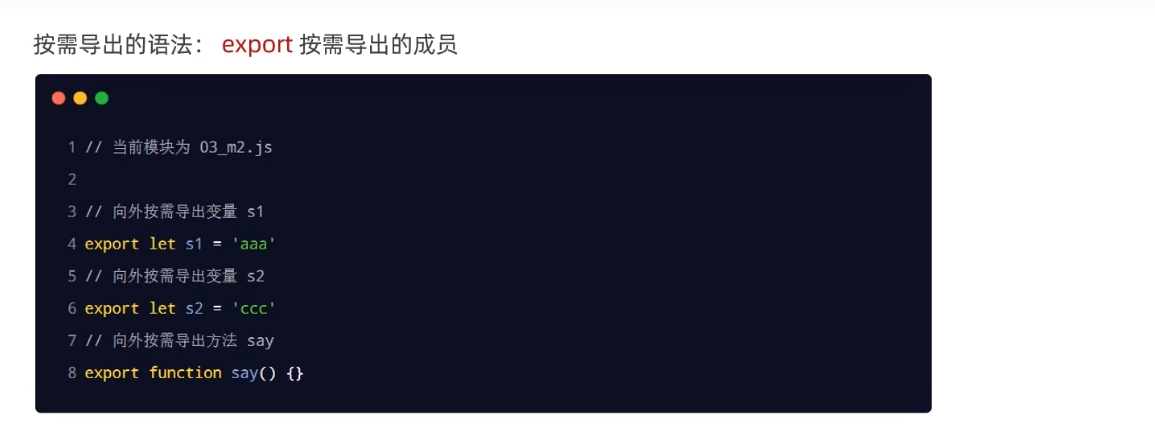 按需导出的语法： export 按需导出的成员
1 // 当前模块为 03_m2.js
2
3 // 向外按需导出变量 s1
4 export let s1 = 'aaa'
5 // 向外按需导出变量 s2
6 export let s2 = 'ccc'
7 // 向外按需导出方法 say
8 export function say() {}